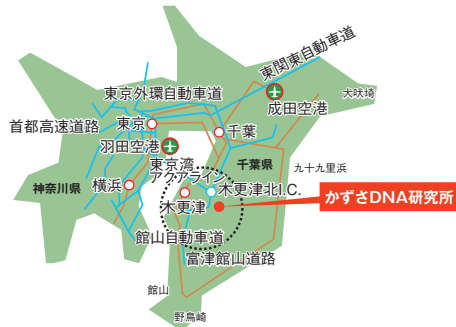 東関東自動車道
東京外環自動車道
犬吠埼
成田空港
首都高速道路
東京
千葉
羽田空港
東京湾
アクアライン
千葉県
九十九里浜
神奈川県
横浜
木更津北I.C.
かずさDNA研究所
木更津
館山自動車道
富津館山道路
館山
野鳥崎